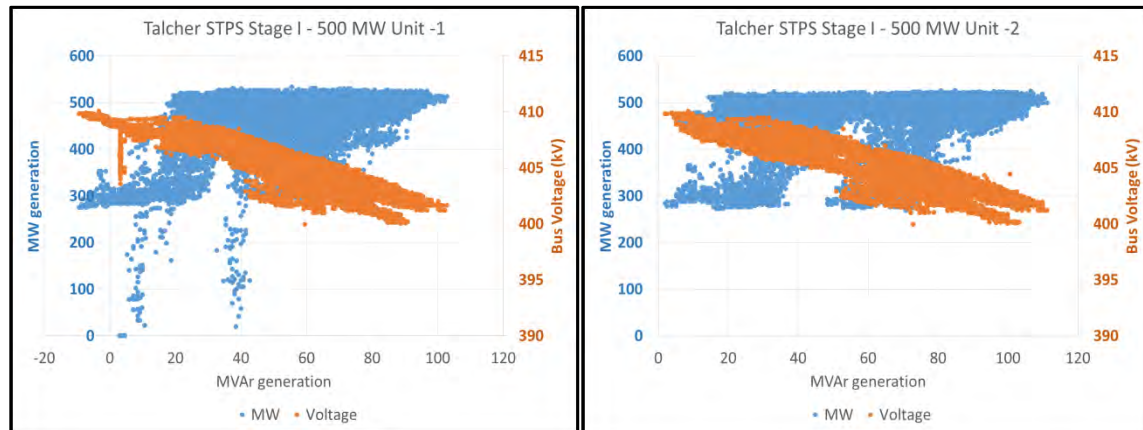 Talcher STPS Stage I - 500 MW Unit -1
600
500
400
300
200
100
0
MW generation
415
410
405
400
395
390
Bus Voltage (kV)
-20 0 20 40 60 80 100 120
MVAr generation
MW Voltage
Talcher STPS Stage I - 500 MW Unit -2
600
500
400
300
200
100
0
MW generation
415
410
405
400
395
390
Bus Voltage (kV)
0 20 40 60 80 100 120
MVAr generation
MW Voltage